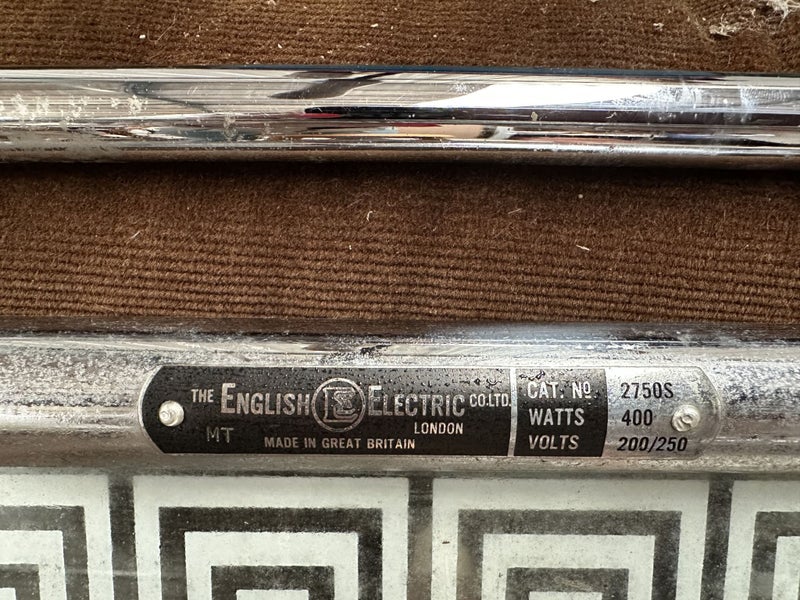 THE ENGLISH ELECTRIC CO.LTD.
LONDON
MT
MADE IN GREAT BRITAIN
CAT. NO 2750S
WATTS 400
VOLTS 200/250